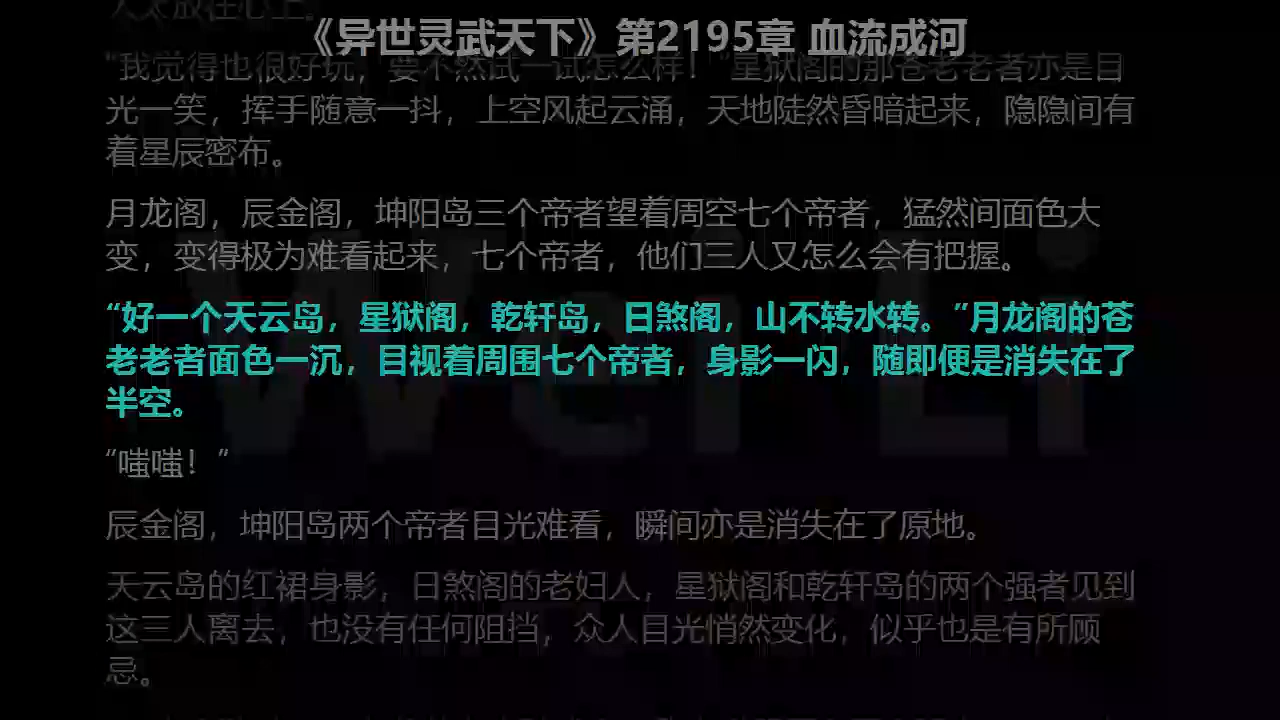 人太放在心上。
《异世灵武天下》第2195章 血流成河
“我觉得也很好玩，要不然试一试怎么样！”星狱阁的那苍老老者亦是目
光一笑，挥手随意一抖，上空风起云涌，天地陡然昏暗起来，隐隐间有
着星辰密布。
月龙阁，辰金阁，坤阳岛三个帝者望着周空七个帝者，猛然间面色大
变，变得极为难看起来，七个帝者，他们三人又怎么会有把握。
“好一个天云岛，星狱阁，乾轩岛，日煞阁，山不转水转。”月龙阁的苍
老老者面色一沉，目视着周围七个帝者，身影一闪，随即便是消失在了
半空。
“嗤嗤！“
辰金阁，坤阳岛两个帝者目光难看，瞬间亦是消失在了原地。
天云岛的红裙身影，日煞阁的老妇人，星狱阁和乾轩岛的两个强者见到
这三人离去，也没有任何阻挡，众人目光悄然变化，似乎也是有所顾
忌。
Wei Li